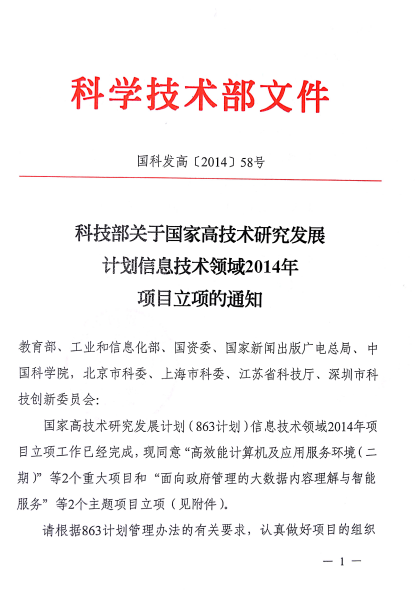 科学技术部文件
国科发高〔2014〕58号
科技部关于国家高技术研究发展
计划信息技术领域2014年
项目立项的通知
教育部、工业和信息化部、国资委、国家新闻出版广电总局、中
国科学院，北京市科委、上海市科委、江苏省科技厅、深圳市科
技创新委员会：
国家高技术研究发展计划（863计划）信息技术领域2014年项
目立项工作已经完成，现同意“高效能计算机及应用服务环境（二
期）”等2个重大项目和“面向政府管理的大数据内容理解与智能
服务”等2个主题项目立项（见附件）。
请根据863计划管理办法的有关要求，认真做好项目的组织
— 1 —